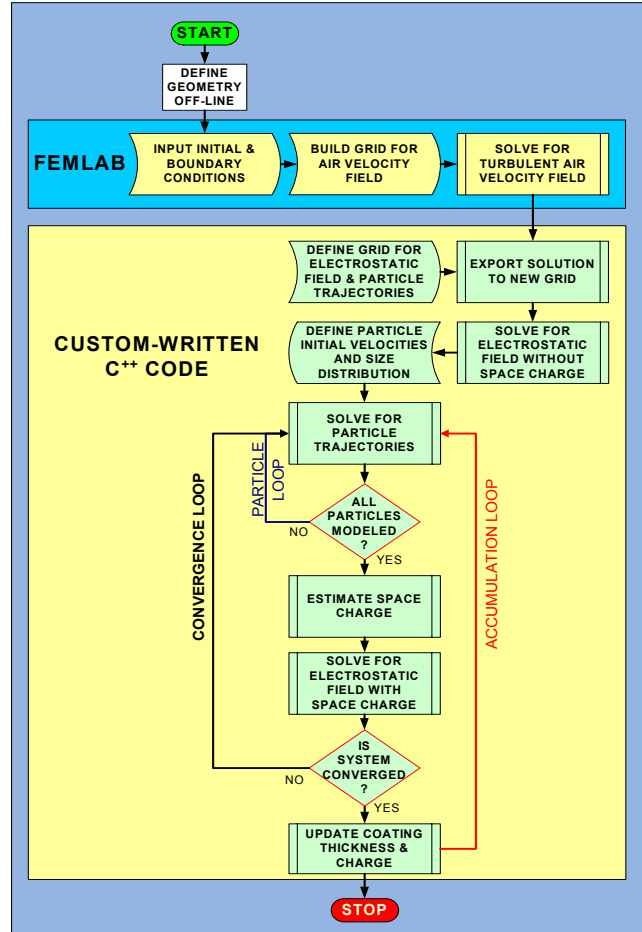 START
DEFINE
GEOMETRY
OFF-LINE
FEMLAB
INPUT INITIAL &
BOUNDARY
CONDITIONS
BUILD GRID FOR
AIR VELOCITY
FIELD
SOLVE FOR
TURBULENT AIR
VELOCITY FIELD
DEFINE GRID FOR
ELECTROSTATIC
FIELD & PARTICLE
TRAJECTORIES
EXPORT SOLUTION
TO NEW GRID
CUSTOM-WRITTEN
C++ CODE
DEFINE PARTICLE
INITIAL VELOCITIES
AND SIZE
DISTRIBUTION
SOLVE FOR
ELECTROSTATIC
FIELD WITHOUT
SPACE CHARGE
SOLVE FOR
PARTICLE
TRAJECTORIES
CONVERGENCE LOOP
PARTICLE
LOOP
ACCUMULATION LOOP
ALL
PARTICLES
MODELED
?
NO
YES
ESTIMATE SPACE
CHARGE
SOLVE FOR
ELECTROSTATIC
FIELD WITH
SPACE CHARGE
IS
SYSTEM
CONVERGED
?
NO
YES
UPDATE COATING
THICKNESS &
CHARGE
STOP